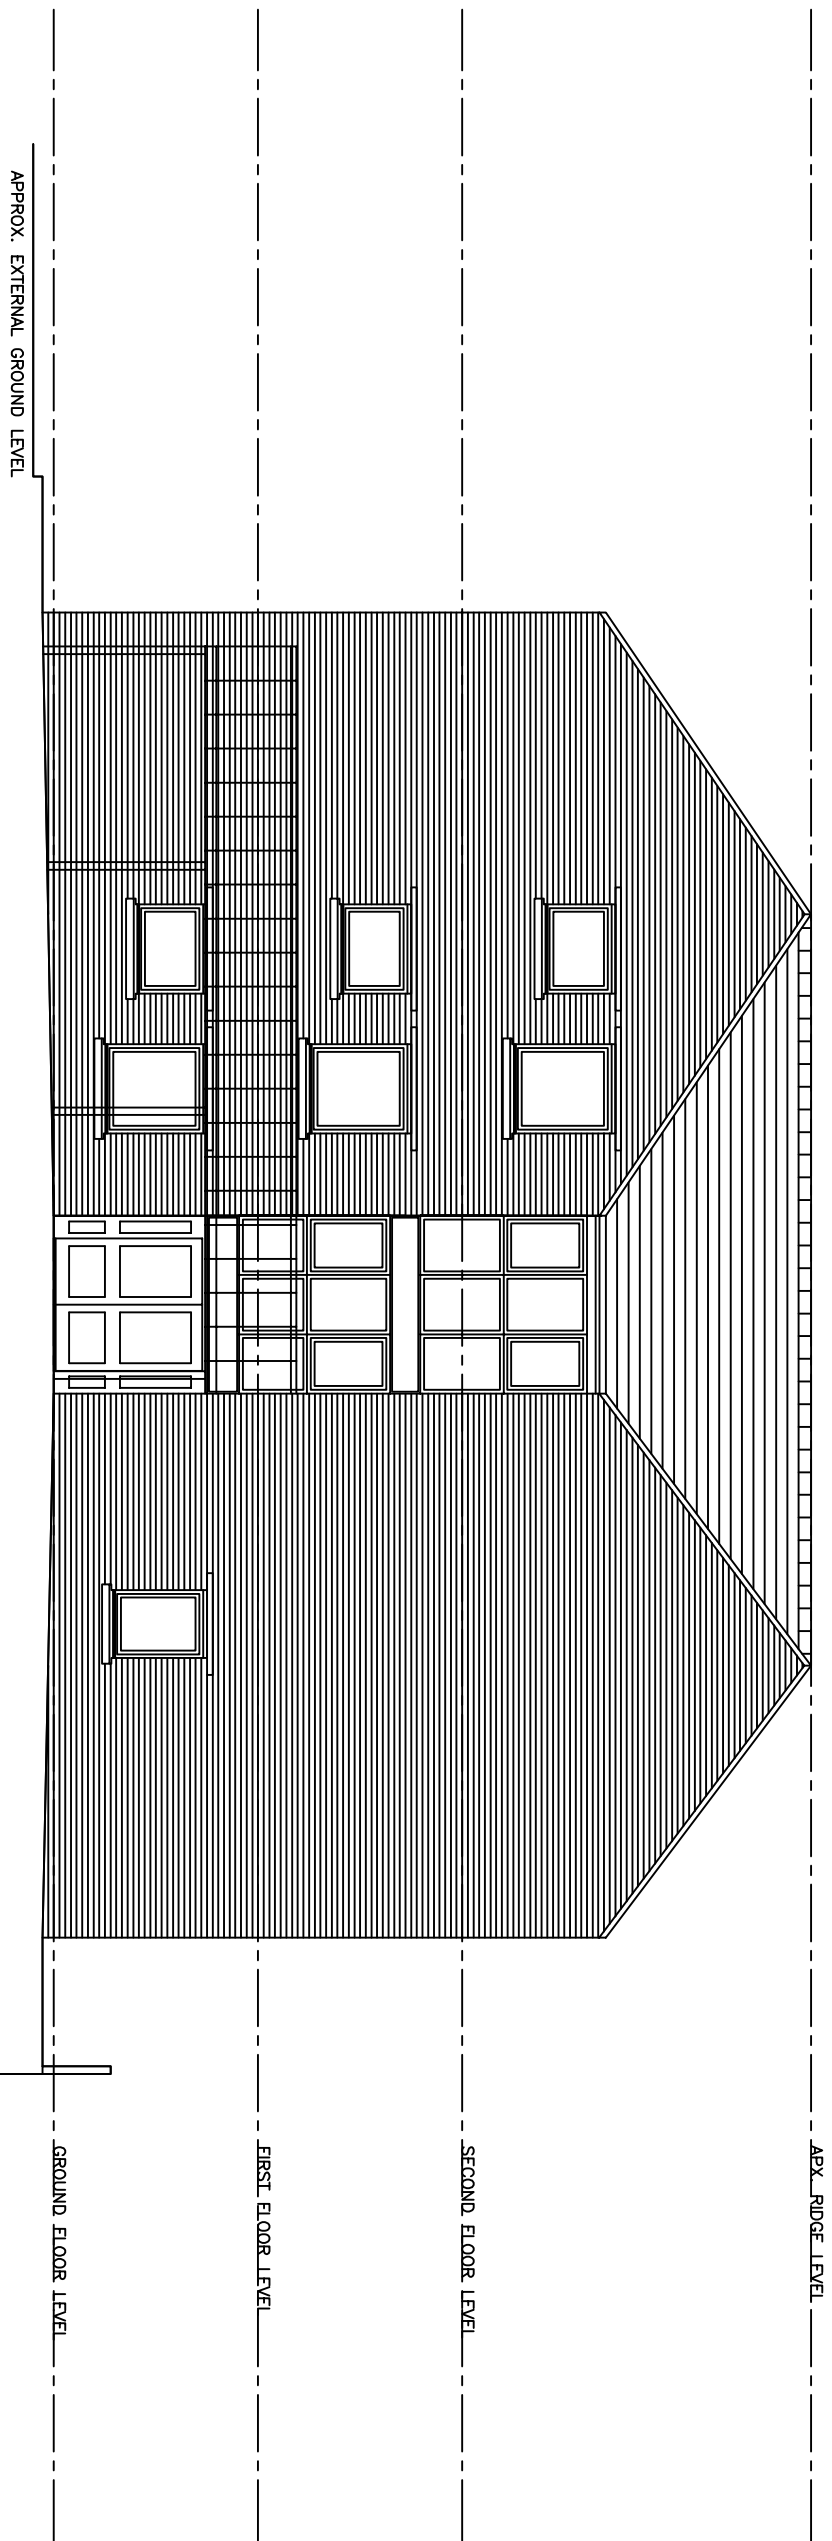 APX. RIDGE LEVEL
SECOND FLOOR LEVEL
FIRST FLOOR LEVEL
GROUND FLOOR LEVEL
APPROX. EXTERNAL GROUND LEVEL